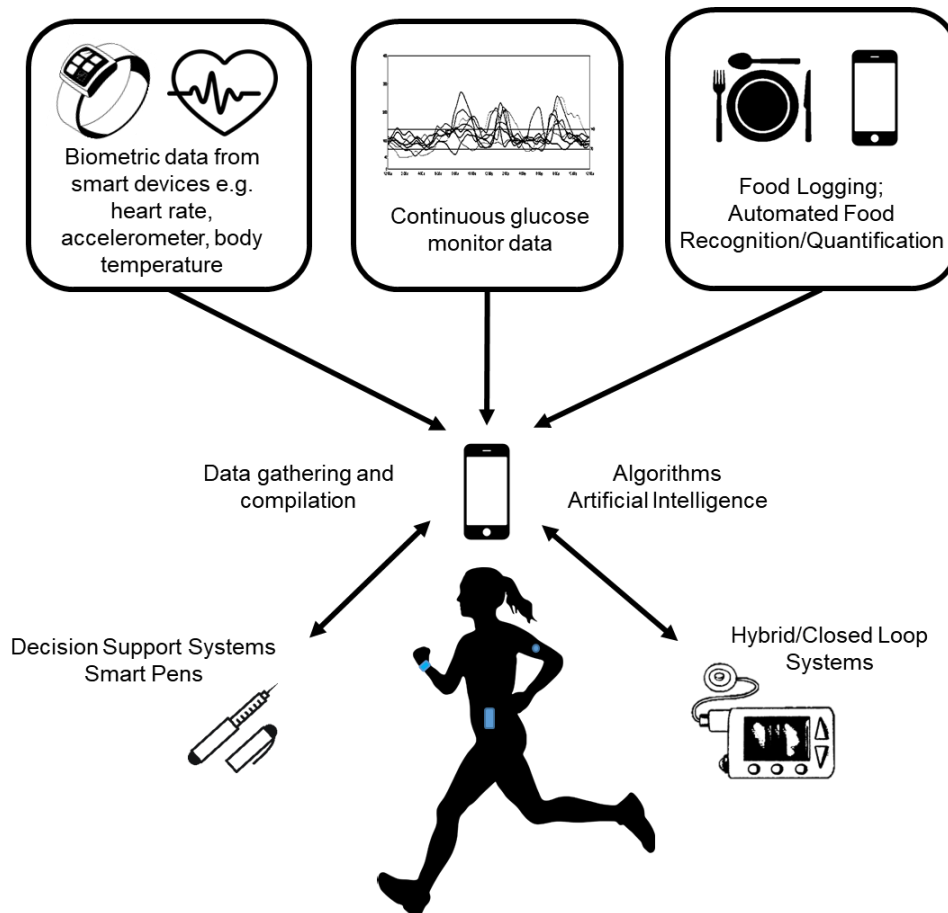 Biometric data from
smart devices e.g.
heart rate,
accelerometer, body
temperature
Continuous glucose
monitor data
Food Logging;
Automated Food
Recognition/Quantification
Data gathering and
compilation
Algorithms
Artificial Intelligence
Decision Support Systems
Smart Pens
Hybrid/Closed Loop
Systems